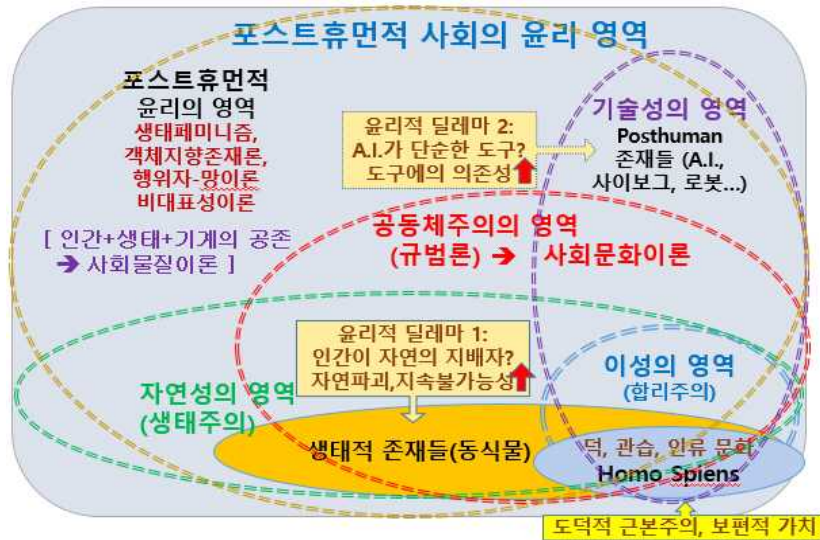 포스트휴먼적 사회의 윤리 영역
포스트휴먼적
윤리의 영역
생태페미니즘,
객체지향존재론,
행위자-망이론
비대표성이론
[ 인간+생태+기계의 공존
➔ 사회물질이론 ]
윤리적 딜레마 2:
A.I.가 단순한 도구?
도구에의 의존성
기술성의 영역
Posthuman
존재들 (A.I.,
사이보그, 로봇...)
공동체주의의 영역
(규범론) ➔ 사회문화이론
윤리적 딜레마 1:
인간이 자연의 지배자?
자연파괴,지속불가능성
이성의 영역
(합리주의)
자연성의 영역
(생태주의)
생태적 존재들(동식물)
덕, 관습, 인류 문화
Homo Spiens
도덕적 근본주의, 보편적 가치